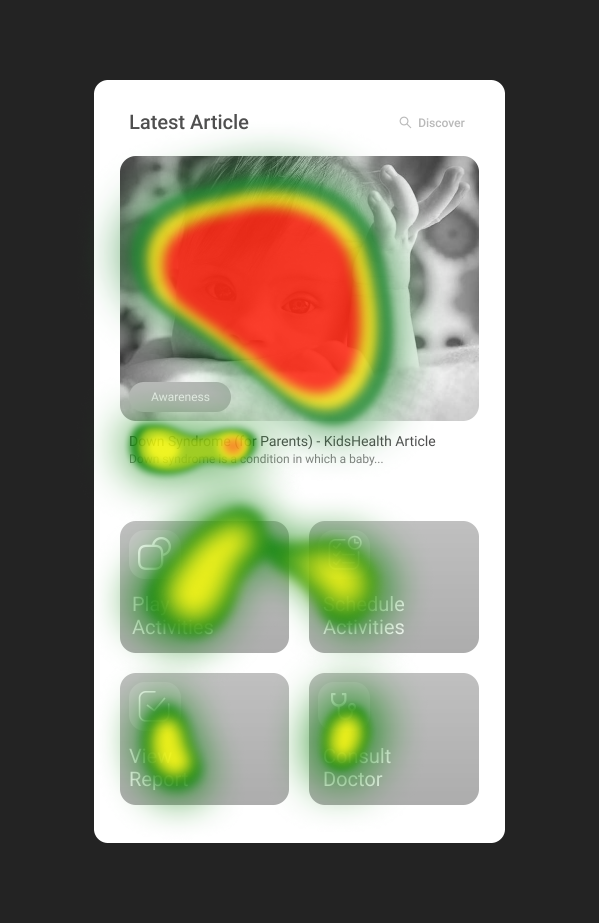 Latest Article
Discover
Awareness
Down Syndrome (for Parents) - KidsHealth Article
Down syndrome is a condition in which a baby...
Play
Activities
Schedule
Activities
View
Report
Consult
Doctor